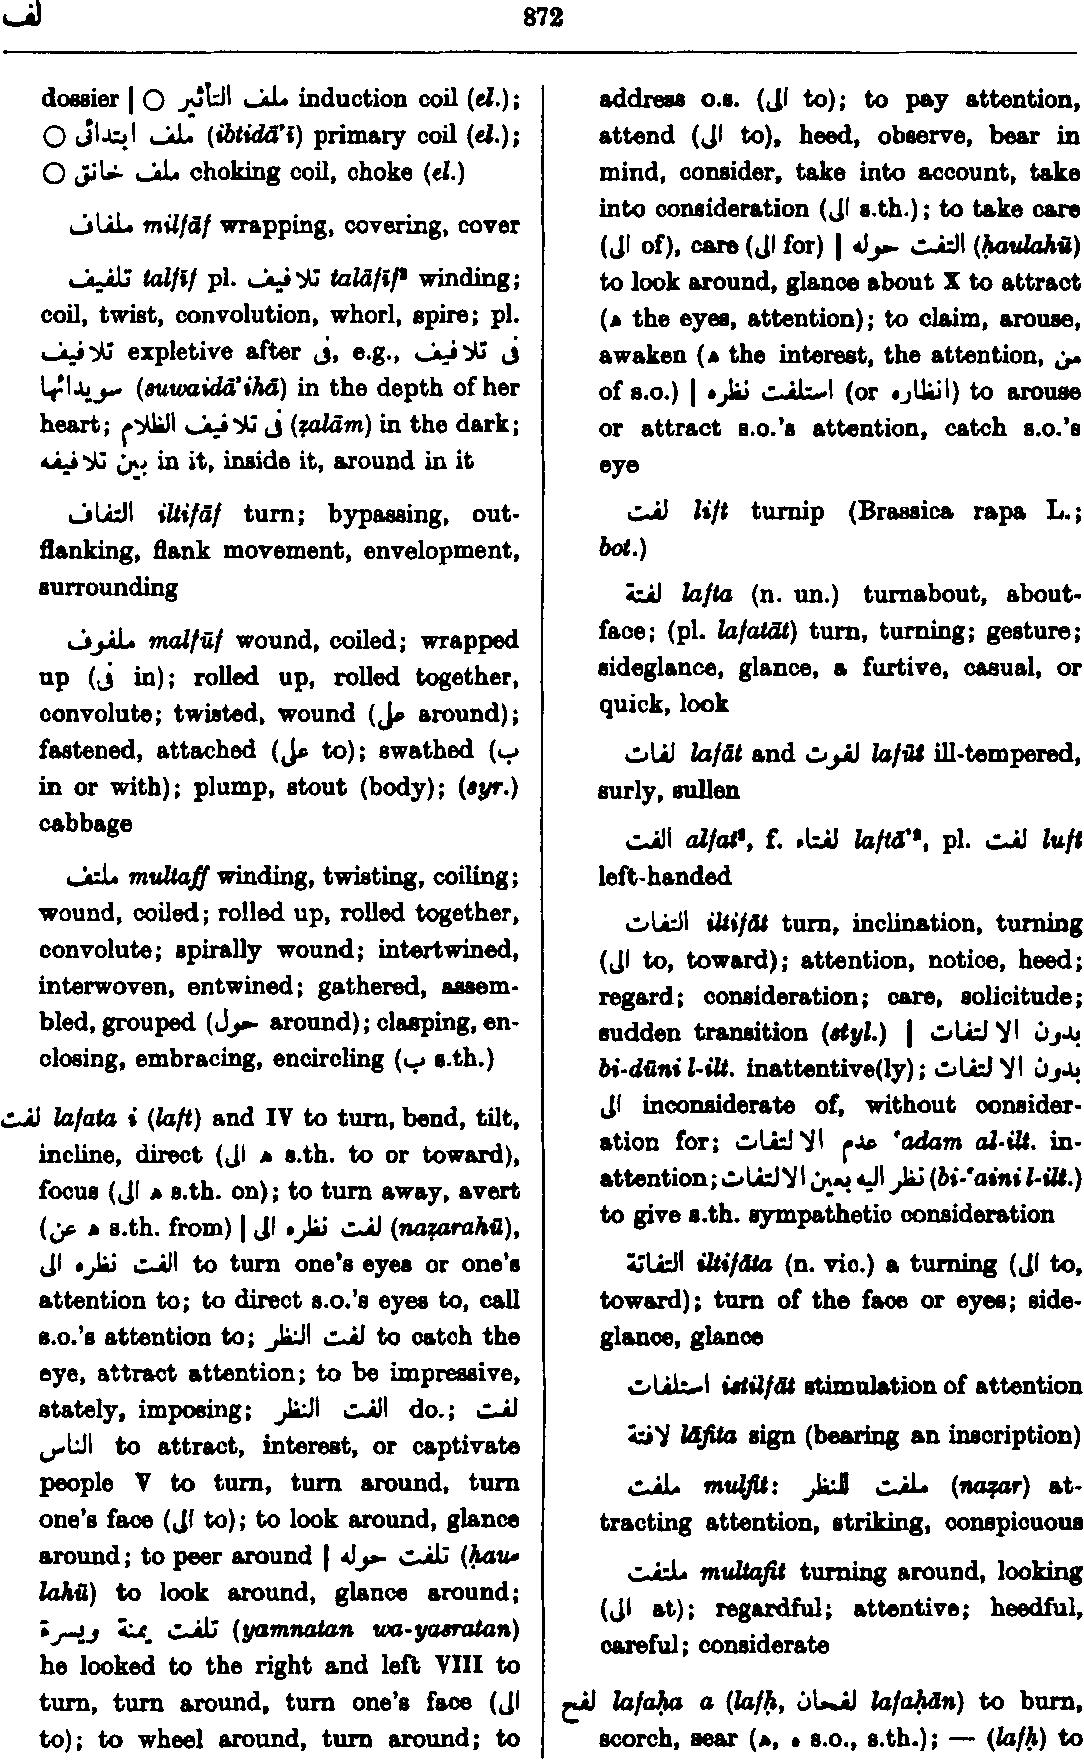 لف
872
dossier | ○ ملف التأثير induction coil (el.);
○ ملف ابتدائى (ibtidā'ī) primary coil (el.);
○ ملف خانق choking coil, choke (el.)
ملفاف milfāf wrapping, covering, cover
تلفيف talfīf pl. تلافيف talāfīf² winding;
coil, twist, convolution, whorl, spire; pl.
تلافيف expletive after فى, e.g., فى تلافيف
سويدائها (suwaidā'ihā) in the depth of her
heart; فى تلافيف الظلام (ẓalām) in the dark;
بين تلافيفه in it, inside it, around in it
التفاف iltifāf turn; bypassing, out-
flanking, flank movement, envelopment,
surrounding
ملفوف malfūf wound, coiled; wrapped
up (فى in); rolled up, rolled together,
convolute; twisted, wound (على around);
fastened, attached (على to); swathed (ب
in or with); plump, stout (body); (syr.)
cabbage
ملتف multaff winding, twisting, coiling;
wound, coiled; rolled up, rolled together,
convolute; spirally wound; intertwined,
interwoven, entwined; gathered, assem-
bled, grouped (حول around); clasping, en-
closing, embracing, encircling (ب s.th.)
لفت lafata i (laft) and IV to turn, bend, tilt,
incline, direct (الى ه s.th. to or toward),
focus (الى ه s.th. on); to turn away, avert
(عن ه s.th. from) | لفت نظره الى (naẓarahū),
الفت نظره الى to turn one's eyes or one's
attention to; to direct s.o.'s eyes to, call
s.o.'s attention to; لفت النظر to catch the
eye, attract attention; to be impressive,
stately, imposing; الفت النظر do.; لفت
الناس to attract, interest, or captivate
people V to turn, turn around, turn
one's face (الى to); to look around, glance
around; to peer around | تلفت حوله (ḥau-
lahū) to look around, glance around;
تلفت يمنة ويسرة (yamnatan wa-yasratan)
he looked to the right and left VIII to
turn, turn around, turn one's face (الى
to); to wheel around, turn around; to
address o.s. (الى to); to pay attention,
attend (الى to), heed, observe, bear in
mind, consider, take into account, take
into consideration (الى s.th.); to take care
(الى of), care (الى for) | التفت حوله (ḥaulahū)
to look around, glance about X to attract
(ه the eyes, attention); to claim, arouse,
awaken (ه the interest, the attention, من
of s.o.) | استلفت نظره (or انظاره) to arouse
or attract s.o.'s attention, catch s.o.'s
eye
لفت lift turnip (Brassica rapa L.;
bot.)
لفتة lafta (n. un.) turnabout, about-
face; (pl. lafatāt) turn, turning; gesture;
sideglance, glance, a furtive, casual, or
quick, look
لفات lafāt and لفوت lafūt ill-tempered,
surly, sullen
الفت alfat², f. لفتاء laftā'², pl. لفت luft
left-handed
التفات iltifāt turn, inclination, turning
(الى to, toward); attention, notice, heed;
regard; consideration; care, solicitude;
sudden transition (styl.) | بدون الالتفات
bi-dūni l-ilt. inattentive(ly); بدون الالتفات
الى inconsiderate of, without consider-
ation for; عدم الالتفات 'adam al-ilt. in-
attention; نظر اليه بعين الالتفات (bi-'aini l-ilt.)
to give s.th. sympathetic consideration
التفاتة iltifāta (n. vic.) a turning (الى to,
toward); turn of the face or eyes; side-
glance, glance
استلفات istilfāt stimulation of attention
لافتة lāfita sign (bearing an inscription)
ملفت mulfit: ملفت للنظر (naẓar) at-
tracting attention, striking, conspicuous
ملتفت multafit turning around, looking
(الى at); regardful; attentive; heedful,
careful; considerate
لفح lafaḥa a (lafḥ, لفحان lafaḥān) to burn,
scorch, sear (ه, ه s.o., s.th.); — (lafḥ) to